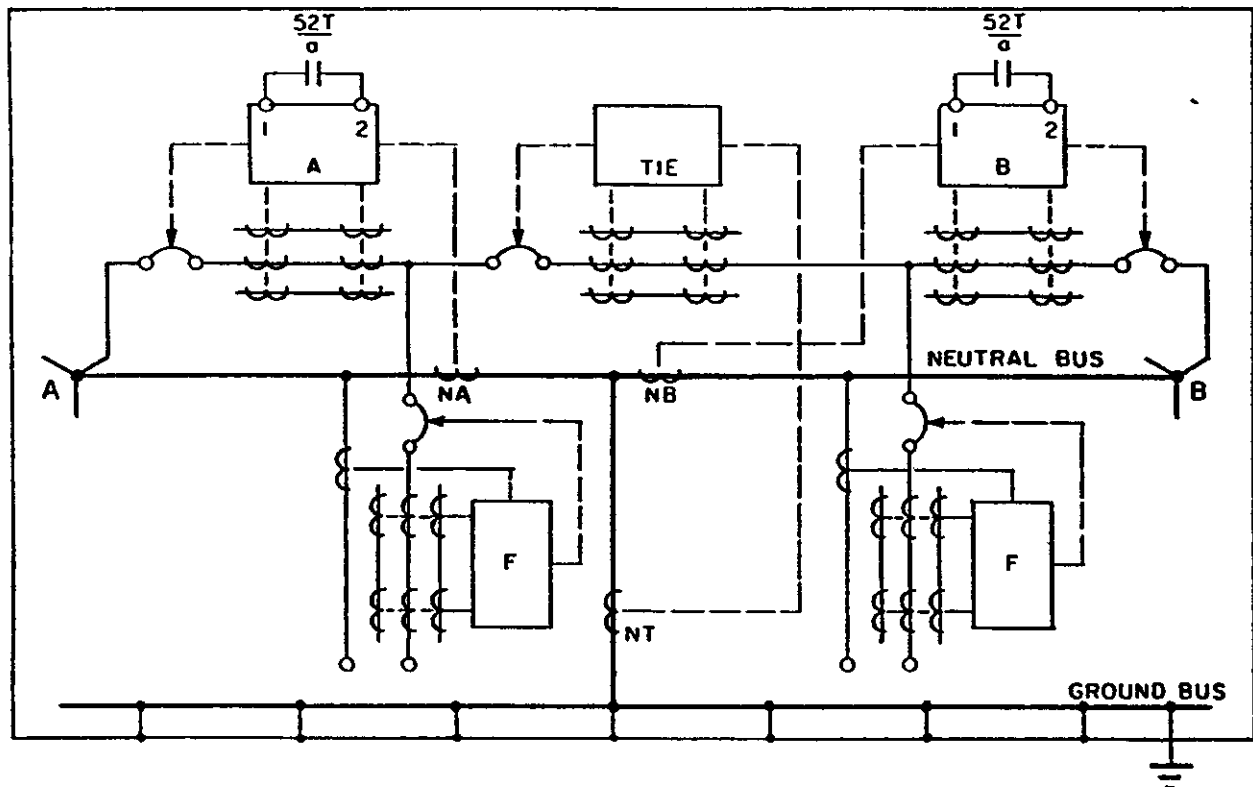 52T
a
52T
a
1 2
A
TIE
1 2
B
NEUTRAL BUS
A
NA
NB
B
F
F
NT
GROUND BUS